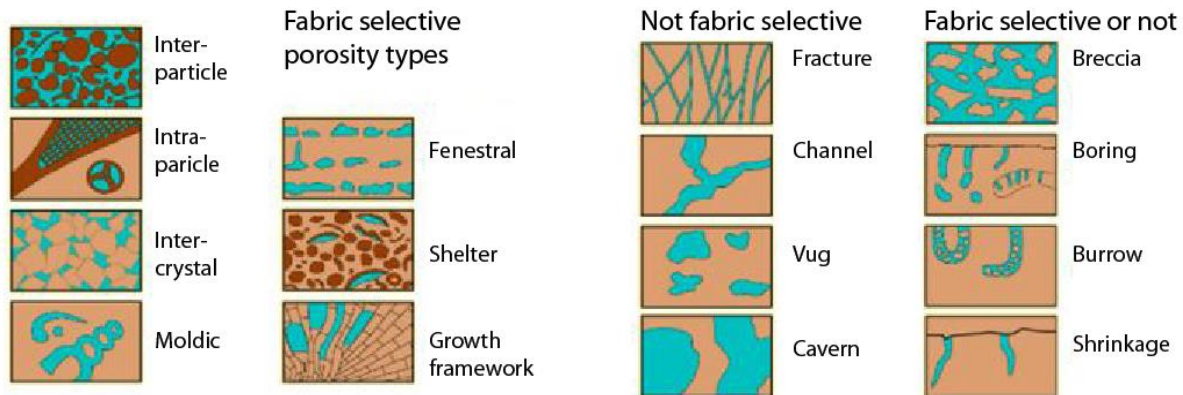 Fabric selective
porosity types
Inter-
particle
Intra-
paricle
Inter-
crystal
Moldic
Fenestral
Shelter
Growth
framework
Not fabric selective
Fracture
Channel
Vug
Cavern
Fabric selective or not
Breccia
Boring
Burrow
Shrinkage